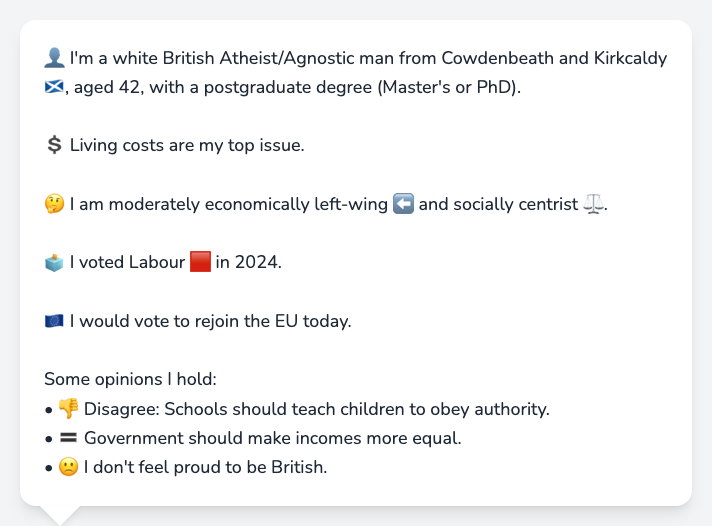 👤 I'm a white British Atheist/Agnostic man from Cowdenbeath and Kirkcaldy
🏴󠁧󠁢󠁳󠁣󠁴󠁿, aged 42, with a postgraduate degree (Master's or PhD).
💲 Living costs are my top issue.
🤔 I am moderately economically left-wing ⬅️ and socially centrist ⚖️.
🗳️ I voted Labour 🟥 in 2024.
🇪🇺 I would vote to rejoin the EU today.
Some opinions I hold:
• 👎 Disagree: Schools should teach children to obey authority.
• 🟰 Government should make incomes more equal.
• 🙁 I don't feel proud to be British.